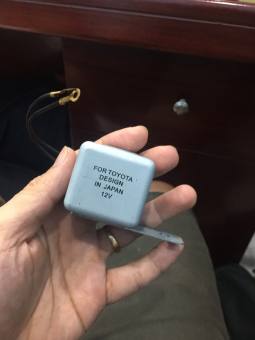 FOR TOYOTA
DESIGN
IN JAPAN
12V